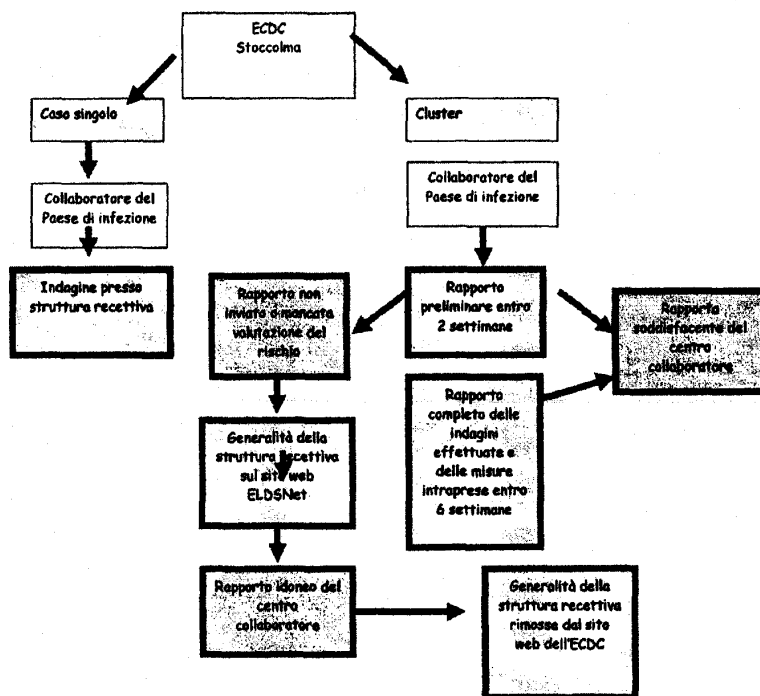 ECDC
Stoccolma
Caso singolo
Cluster
Collaboratore del
Paese di infezione
Collaboratore del
Paese di infezione
Indagine presso
struttura recettiva
Rapporto non
inviato o mancata
valutazione del
rischio
Rapporto
preliminare entro
2 settimane
Rapporto
soddisfacente del
centro
collaboratore
Rapporto
completo delle
indagini
effettuate e
delle misure
intraprese entro
6 settimane
Generalità della
struttura recettiva
sul sito web
ELDSNet
Rapporto idoneo del
centro
collaboratore
Generalità della
struttura recettiva
rimosse dal sito
web dell'ECDC